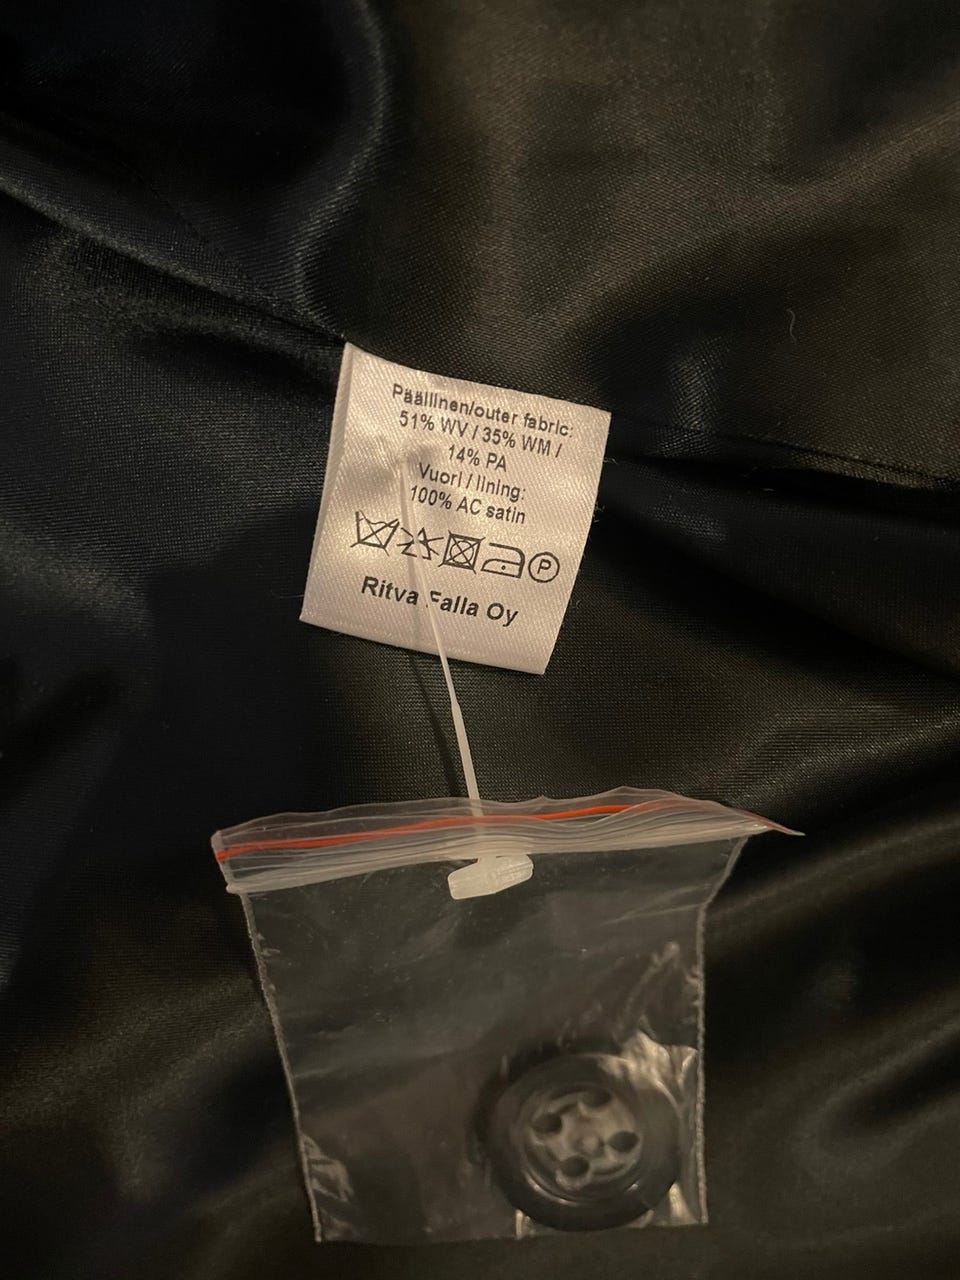 Päällinen/outer fabric:
51% WV / 35% WM /
14% PA
Vuori / lining:
100% AC satin
P
Ritva Falla Oy